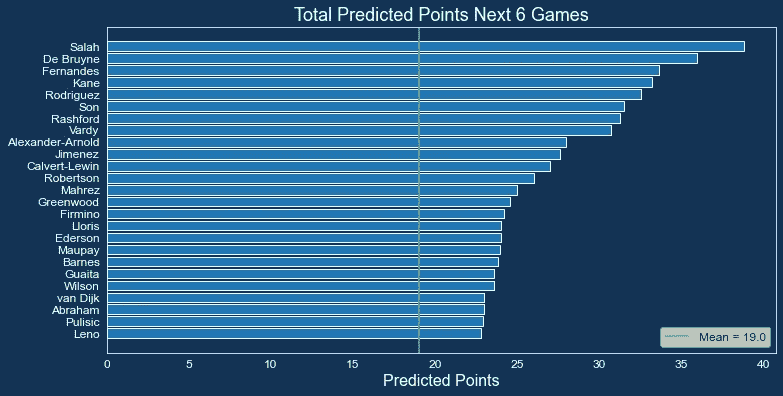 Total Predicted Points Next 6 Games
Salah
De Bruyne
Fernandes
Kane
Rodriguez
Son
Rashford
Vardy
Alexander-Arnold
Jimenez
Calvert-Lewin
Robertson
Mahrez
Greenwood
Firmino
Lloris
Ederson
Maupay
Barnes
Guaita
Wilson
van Dijk
Abraham
Pulisic
Leno
Mean = 19.0
0 5 10 15 20 25 30 35 40
Predicted Points